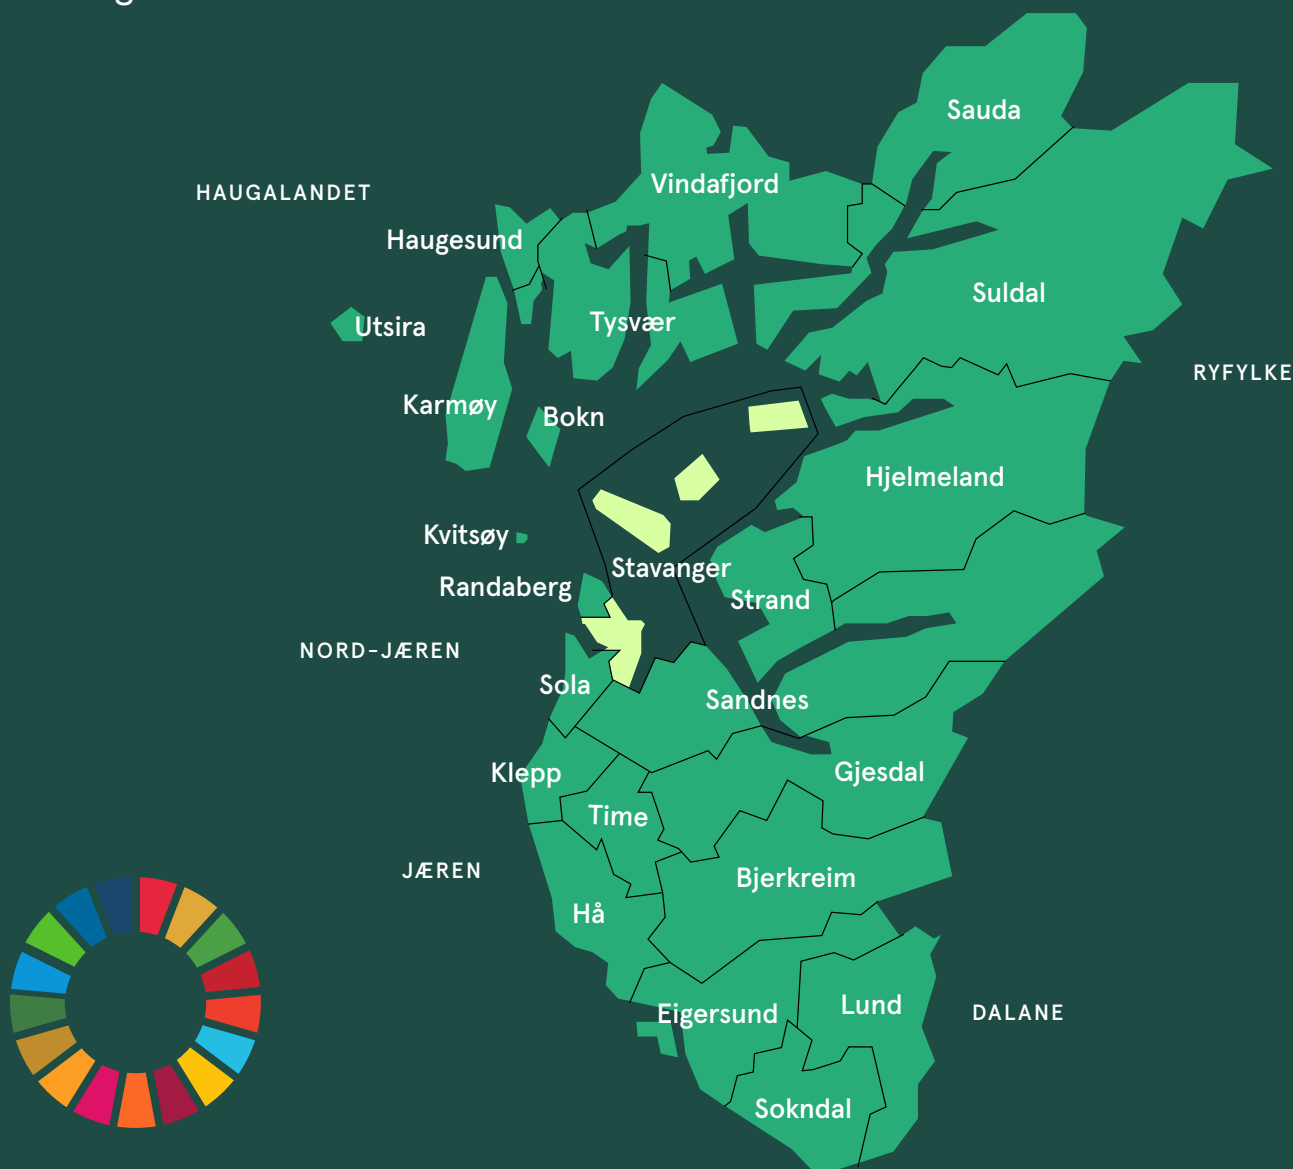 Sauda
Vindafjord
HAUGALANDET
Haugesund
Suldal
Tysvær
Utsira
RYFYLKE
Karmøy
Bokn
Hjelmeland
Kvitsøy
Stavanger
Randaberg
Strand
NORD-JÆREN
Sola
Sandnes
Klepp
Gjesdal
Time
JÆREN
Bjerkreim
Hå
Lund
DALANE
Eigersund
Sokndal